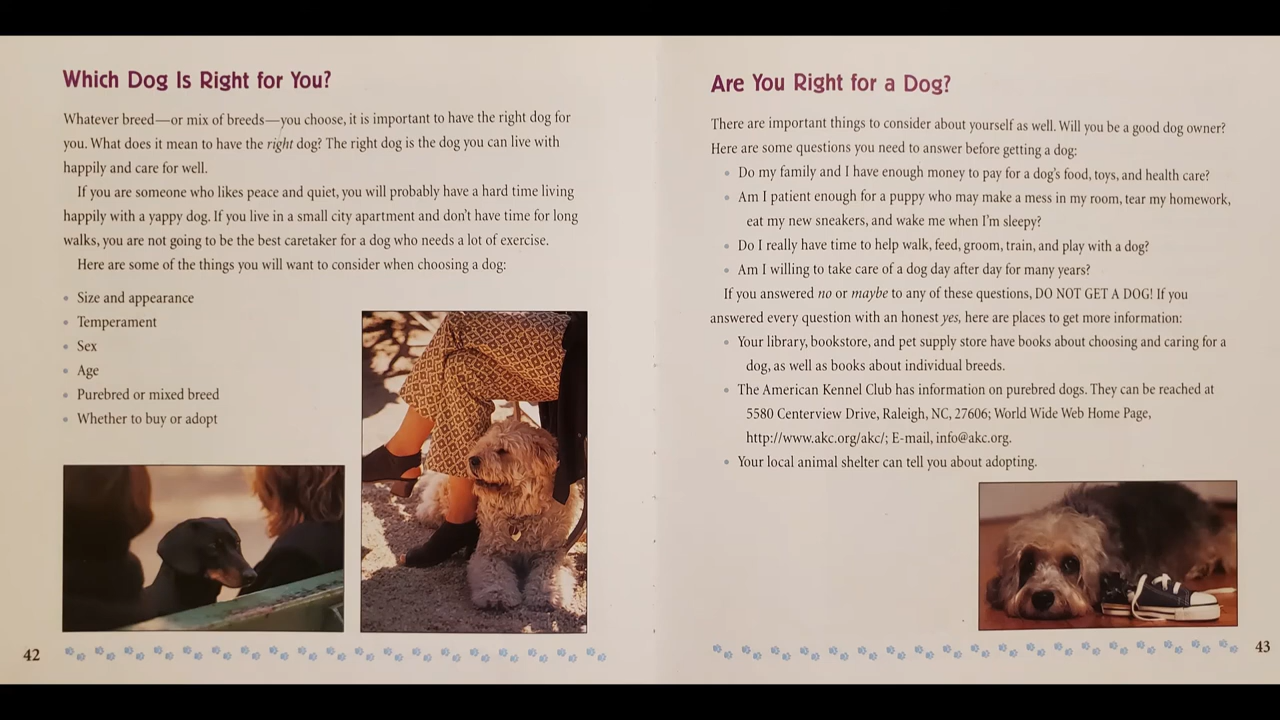 Which Dog Is Right for You?
Whatever breed—or mix of breeds—you choose, it is important to have the right dog for
you. What does it mean to have the right dog? The right dog is the dog you can live with
happily and care for well.
If you are someone who likes peace and quiet, you will probably have a hard time living
happily with a yappy dog. If you live in a small city apartment and don't have time for long
walks, you are not going to be the best caretaker for a dog who needs a lot of exercise.
Here are some of the things you will want to consider when choosing a dog:
• Size and appearance
• Temperament
• Sex
• Age
• Purebred or mixed breed
• Whether to buy or adopt
42
Are You Right for a Dog?
There are important things to consider about yourself as well. Will you be a good dog owner?
Here are some questions you need to answer before getting a dog:
• Do my family and I have enough money to pay for a dog's food, toys, and health care?
• Am I patient enough for a puppy who may make a mess in my room, tear my homework,
eat my new sneakers, and wake me when I'm sleepy?
• Do I really have time to help walk, feed, groom, train, and play with a dog?
• Am I willing to take care of a dog day after day for many years?
If you answered no or maybe to any of these questions, DO NOT GET A DOG! If you
answered every question with an honest yes, here are places to get more information:
• Your library, bookstore, and pet supply store have books about choosing and caring for a
dog, as well as books about individual breeds.
• The American Kennel Club has information on purebred dogs. They can be reached at
5580 Centerview Drive, Raleigh, NC, 27606; World Wide Web Home Page,
http://www.akc.org/akc/; E-mail, info@akc.org.
• Your local animal shelter can tell you about adopting.
43